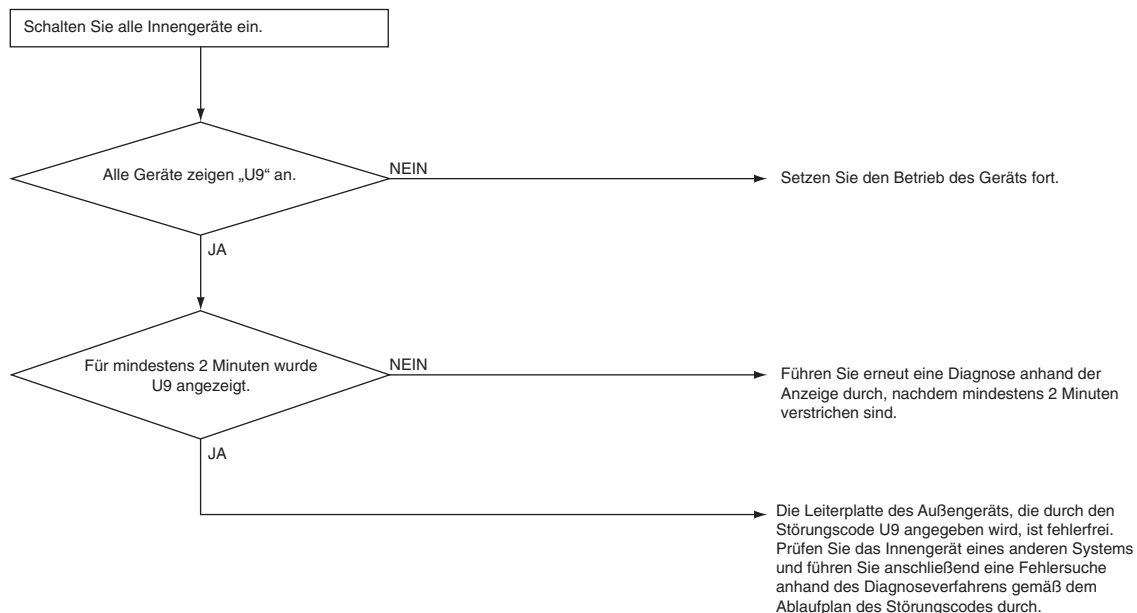 Schalten Sie alle Innengeräte ein.
Alle Geräte zeigen „U9“ an.
NEIN
Setzen Sie den Betrieb des Geräts fort.
JA
Für mindestens 2 Minuten wurde
U9 angezeigt.
NEIN
Führen Sie erneut eine Diagnose anhand der
Anzeige durch, nachdem mindestens 2 Minuten
verstrichen sind.
JA
Die Leiterplatte des Außengeräts, die durch den
Störungscode U9 angegeben wird, ist fehlerfrei.
Prüfen Sie das Innengerät eines anderen Systems
und führen Sie anschließend eine Fehlersuche
anhand des Diagnoseverfahrens gemäß dem
Ablaufplan des Störungscodes durch.